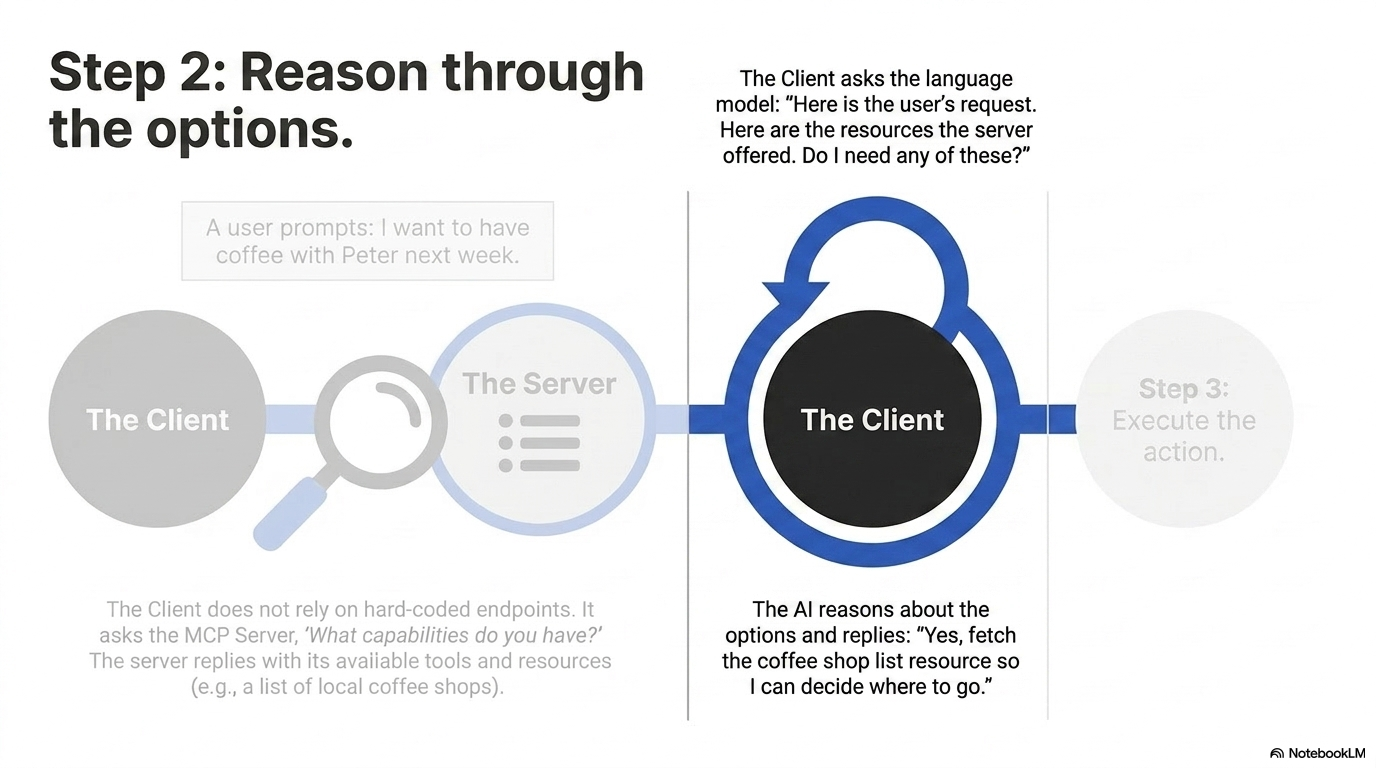 Step 2: Reason through
the options.
The Client asks the language
model: “Here is the user’s request.
Here are the resources the server
offered. Do I need any of these?”
A user prompts: I want to have
coffee with Peter next week.
The Client
The Server
The Client
Step 3:
Execute the
action.
The Client does not rely on hard-coded endpoints. It
asks the MCP Server, ‘What capabilities do you have?’
The server replies with its avaiiable tools and resources
(e.g., a list of local coffee shops).
The AI reasons about the
options and replies: “Yes, fetch
the coffee shop list resource so
I can decide where to go.”
NotebookLM